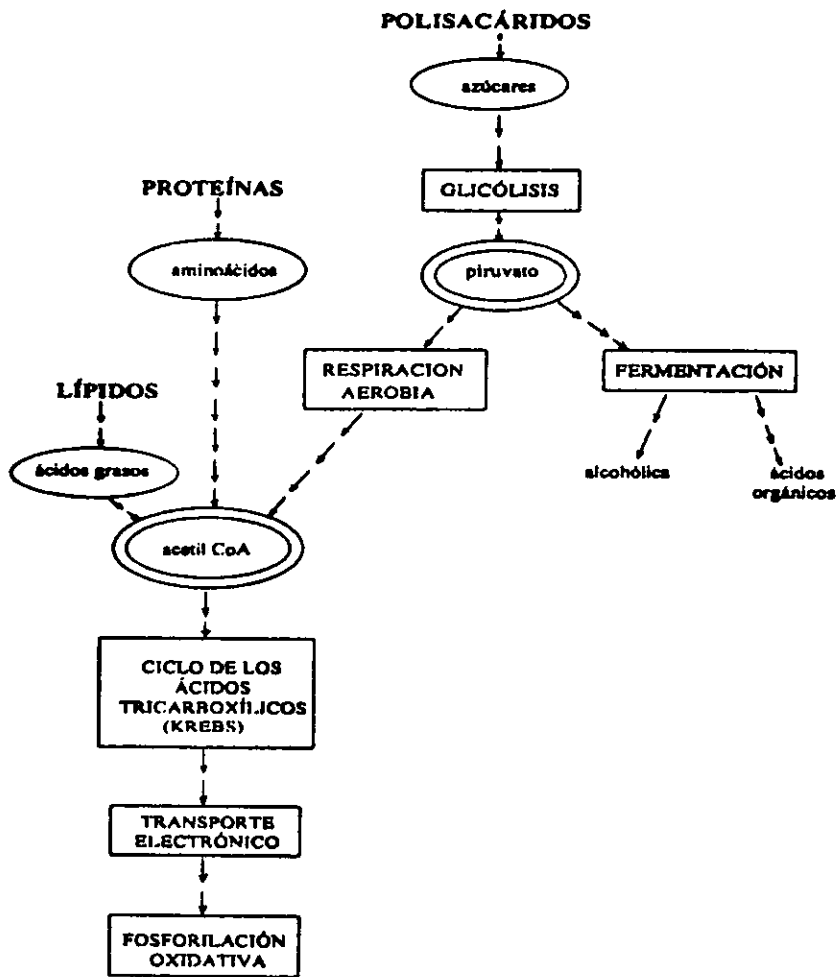 POLISACÁRIDOS
azúcares
GLICÓLISIS
piruvato
PROTEÍNAS
aminoácidos
RESPIRACION
AEROBIA
FERMENTACIÓN
LÍPIDOS
ácidos grasos
alcohólica
ácidos
orgánicos
acetil CoA
CICLO DE LOS
ÁCIDOS
TRICARBOXÍLICOS
(KREBS)
TRANSPORTE
ELECTRÓNICO
FOSFORILACIÓN
OXIDATIVA